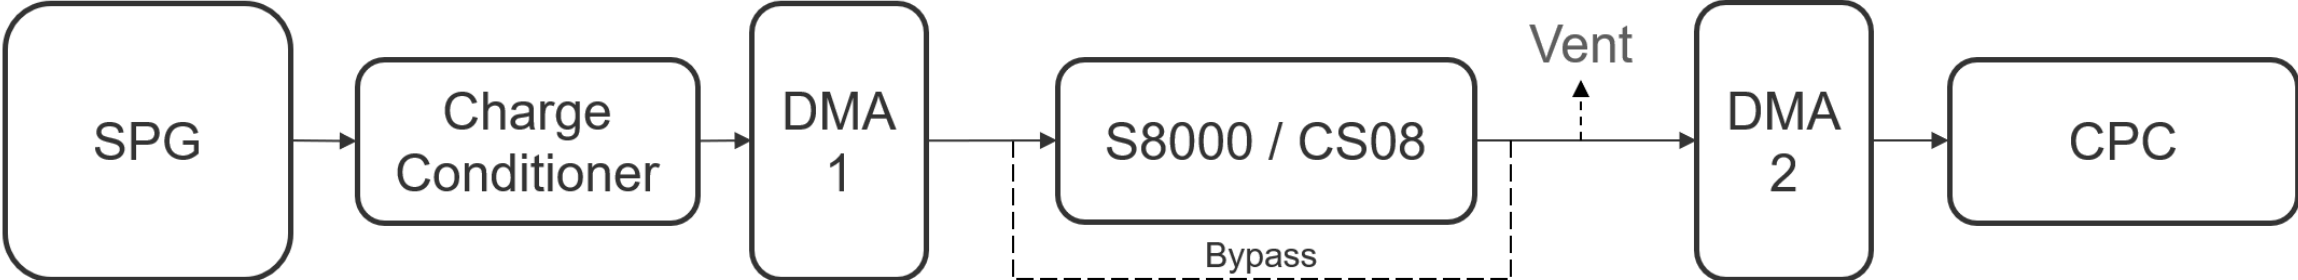 SPG
Charge
Conditioner
DMA
1
S8000 / CS08
Bypass
Vent
DMA
2
CPC